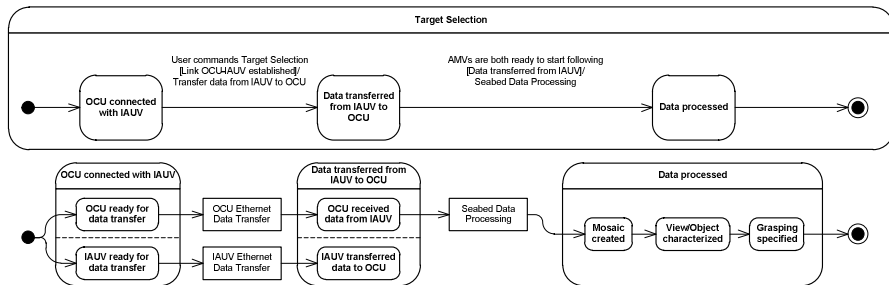 Target Selection
User commands Target Selection
[Link OCU-IAUV established]/
Transfer data from IAUV to OCU
AMVs are both ready to start following
[Data transferred from IAUV]/
Seabed Data Processing
OCU connected
with IAUV
Data transferred
from IAUV to
OCU
Data processed
OCU connected with IAUV
Data transferred from
IAUV to OCU
Data processed
OCU ready for
data transfer
OCU Ethernet
Data Transfer
OCU received
data from IAUV
Seabed Data
Processing
Mosaic
created
View/Object
characterized
Grasping
specified
IAUV ready for
data transfer
IAUV Ethernet
Data Transfer
IAUV transferred
data to OCU